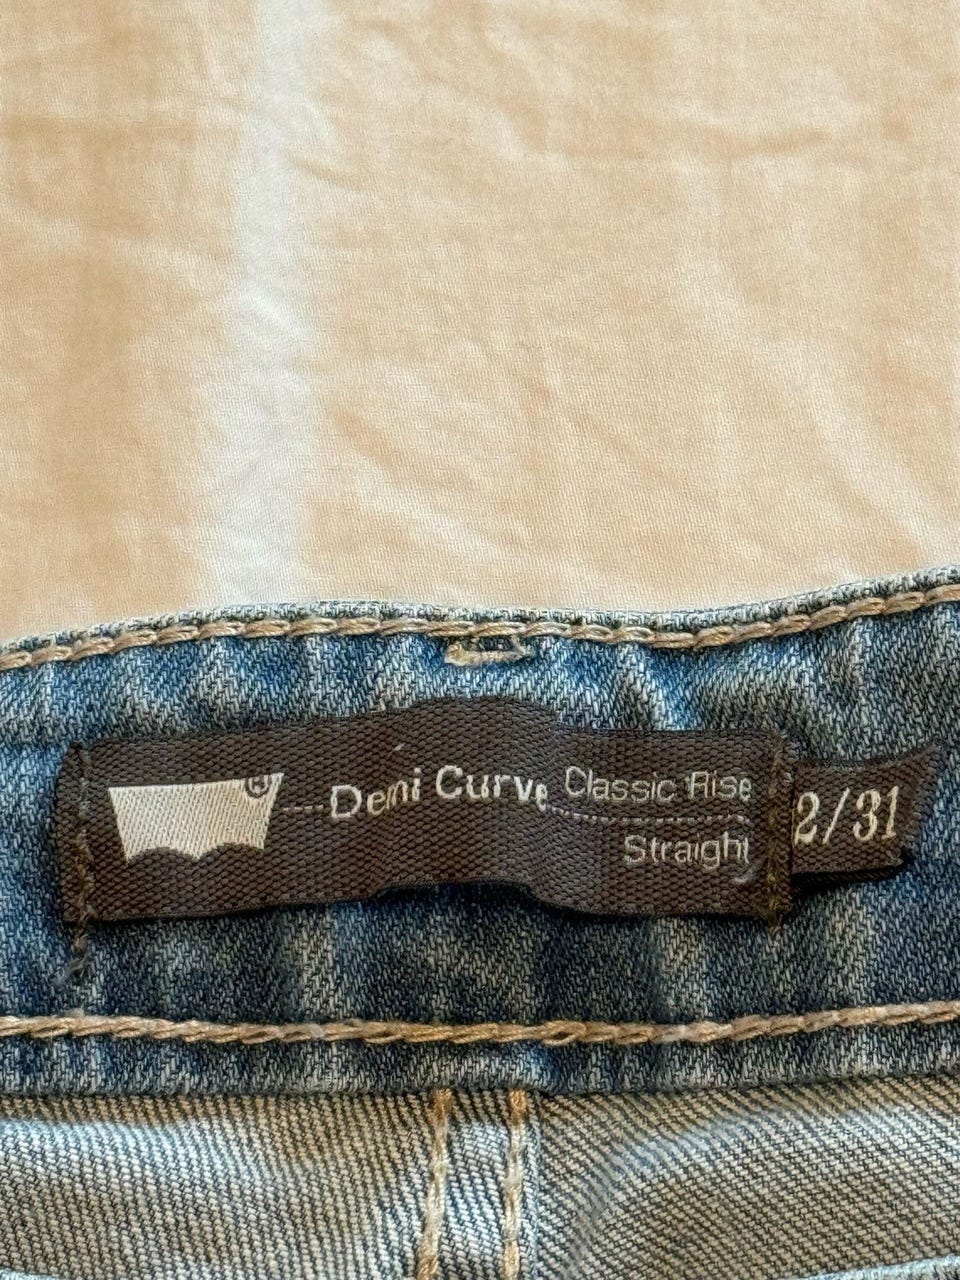 ® Demi Curve Classic Rise 2/31
Straight